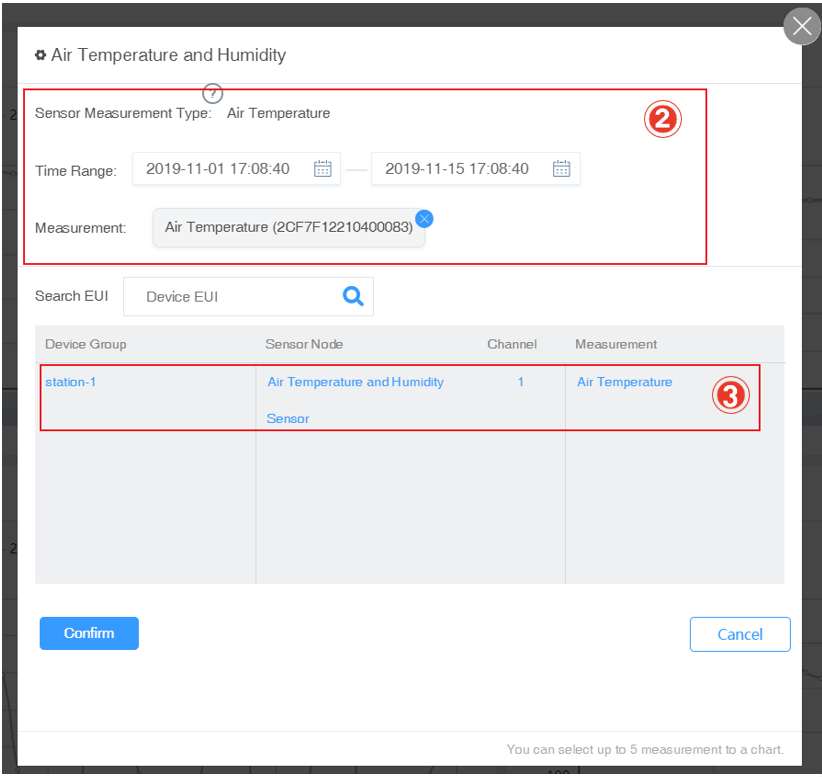 Air Temperature and Humidity
?
Sensor Measurement Type: Air Temperature
2
Time Range: 2019-11-01 17:08:40 2019-11-15 17:08:40
Measurement: Air Temperature (2CF7F12210400083)
Search EUI Device EUI
Device Group Sensor Node Channel Measurement
station-1 Air Temperature and Humidity 1 Air Temperature
3
Sensor
Confirm
Cancel
You can select up to 5 measurement to a chart.